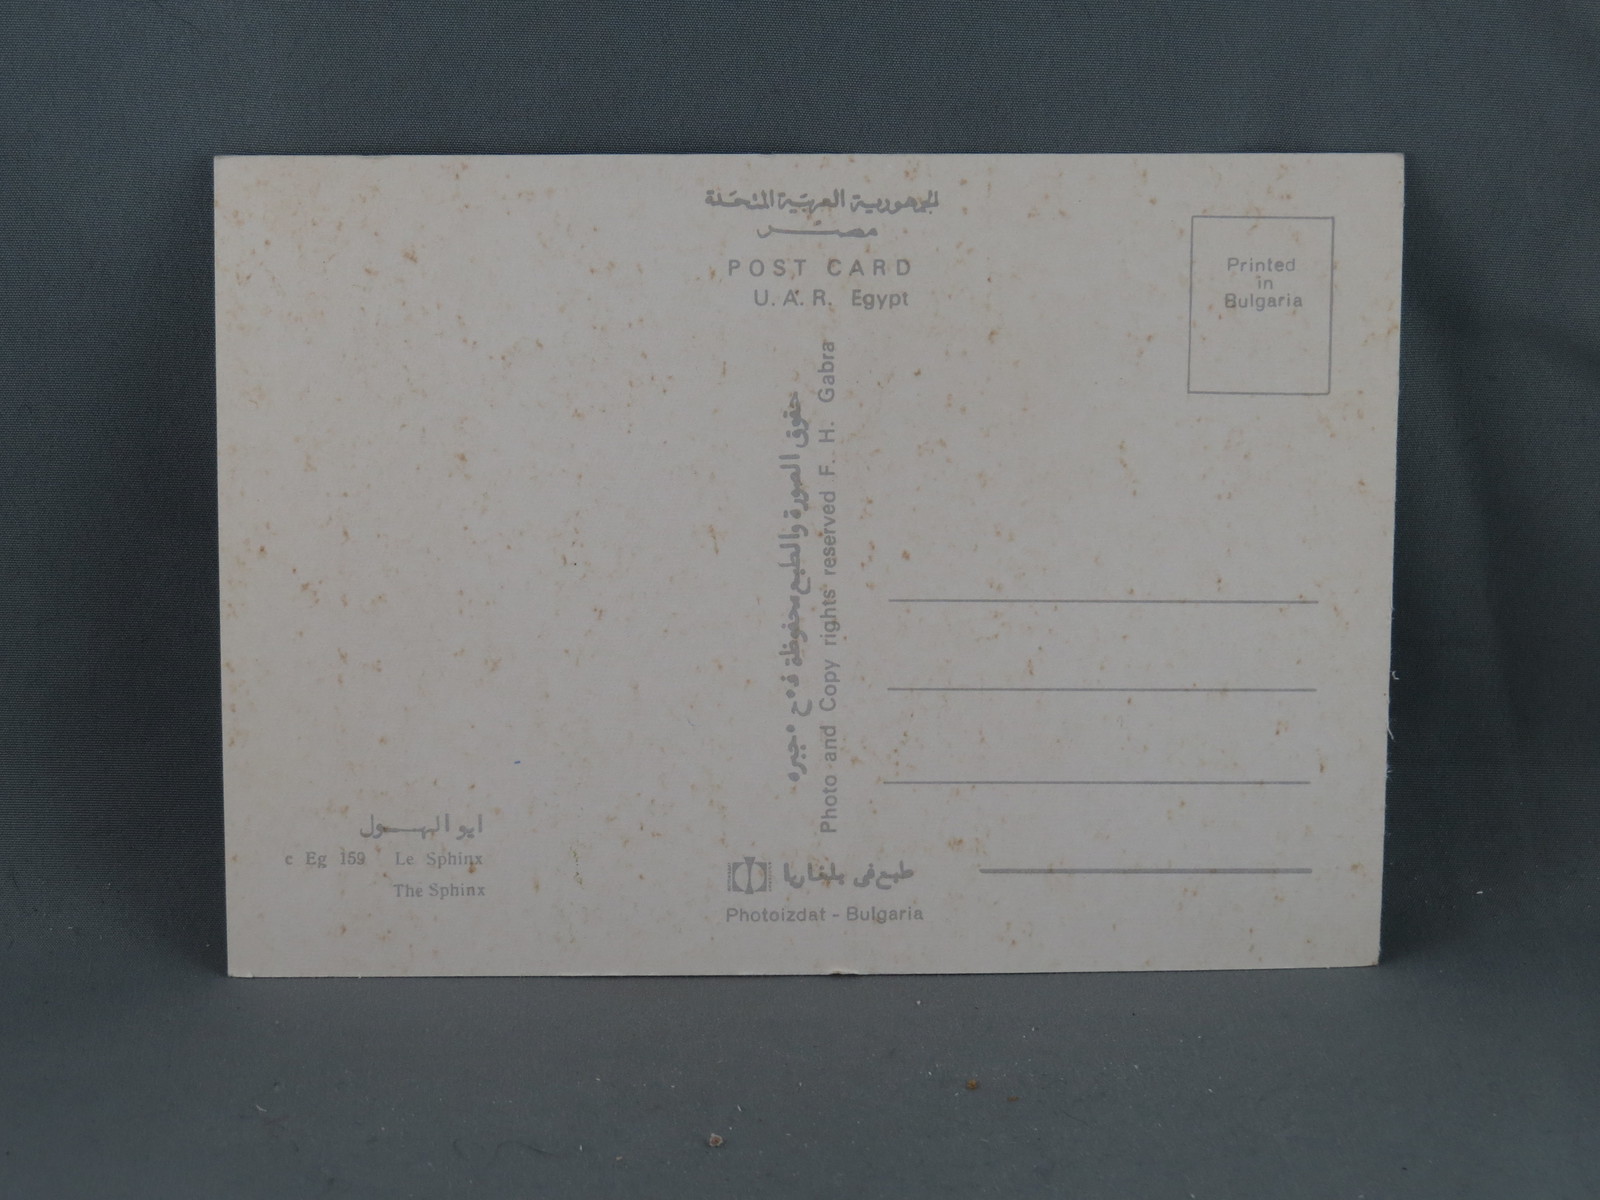 الجمهورية العربية المتحدة
مصر
POST CARD
U. A. R. Egypt
Printed
in
Bulgaria
حقوق الصورة والطبع محفوظة ف٠ح٠جبره
Photo and Copy rights reserved F. H. Gabra
ابو الهول
c Eg 159 Le Sphinx
The Sphinx
طبع فى بلغاريا
Photoizdat - Bulgaria